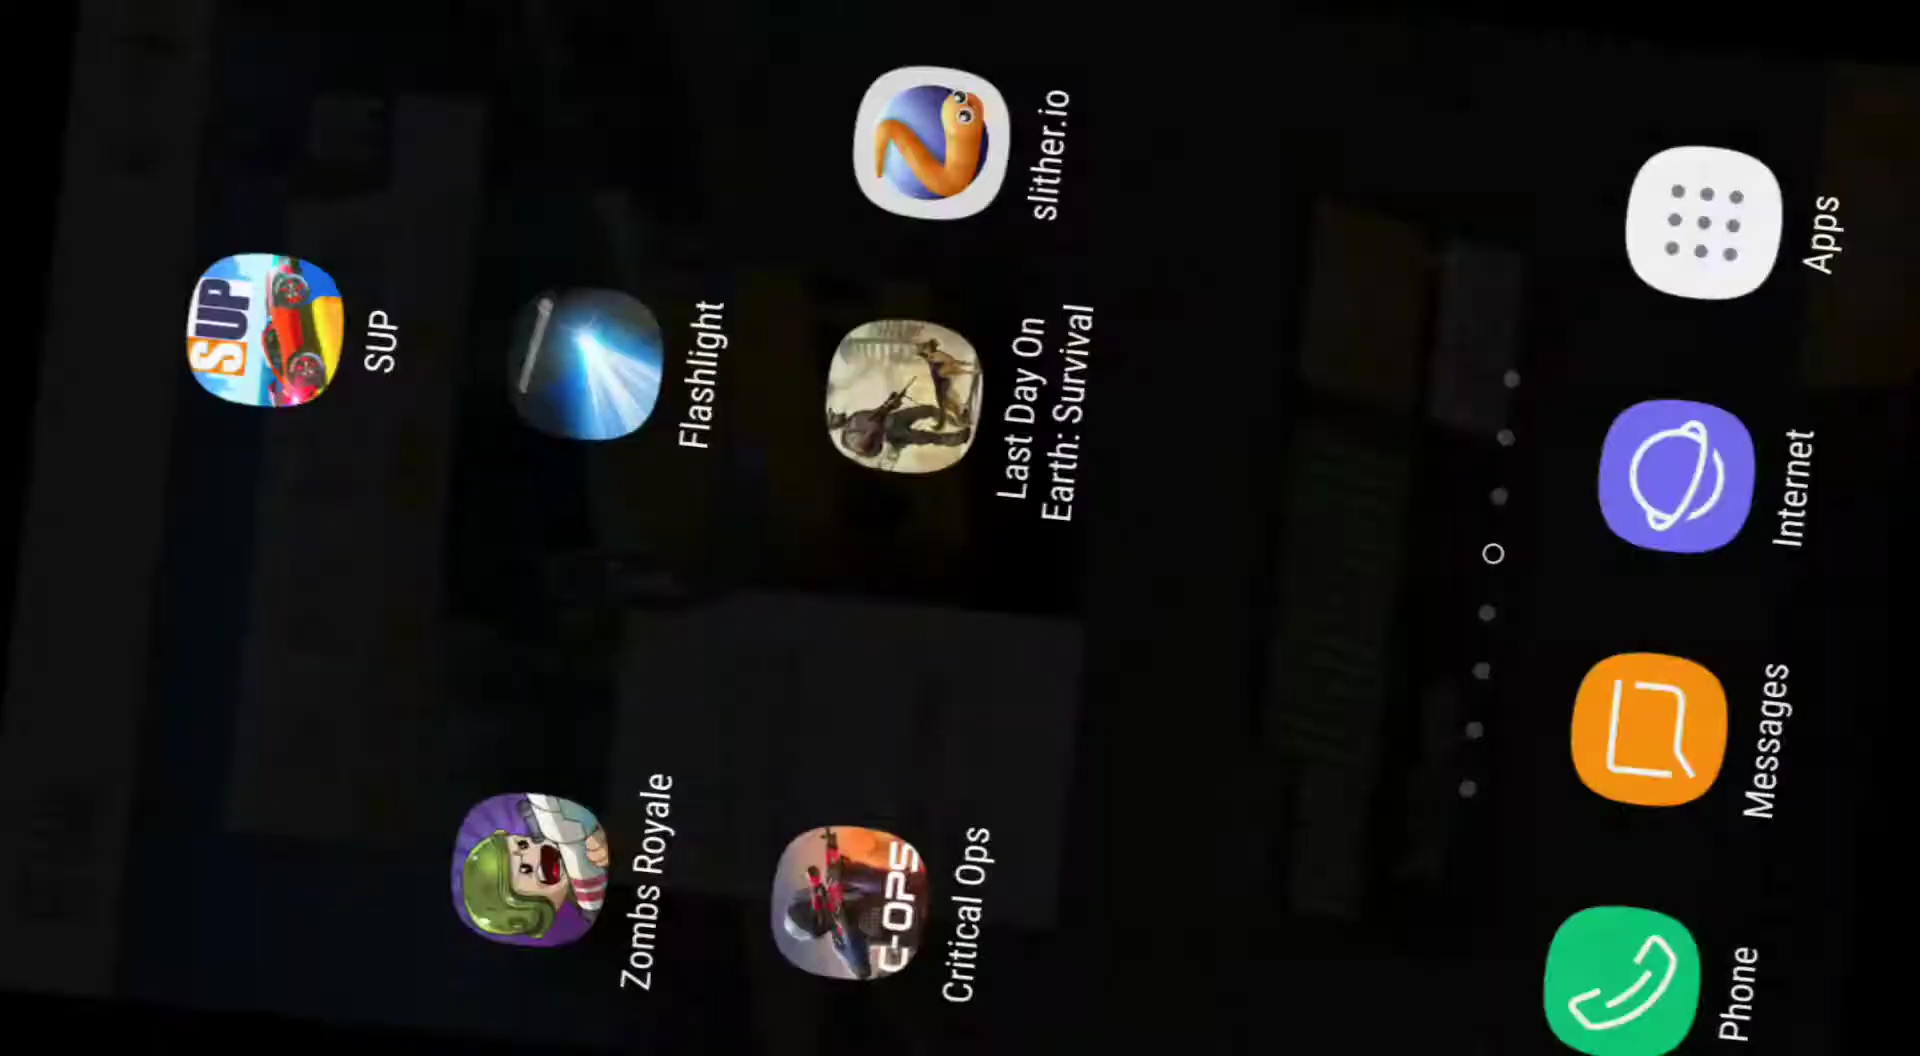 SUP
SUP
Zombs Royale
Flashlight
C-OPS
Critical Ops
Last Day On
Earth: Survival
slither.io
Phone
Messages
Internet
Apps